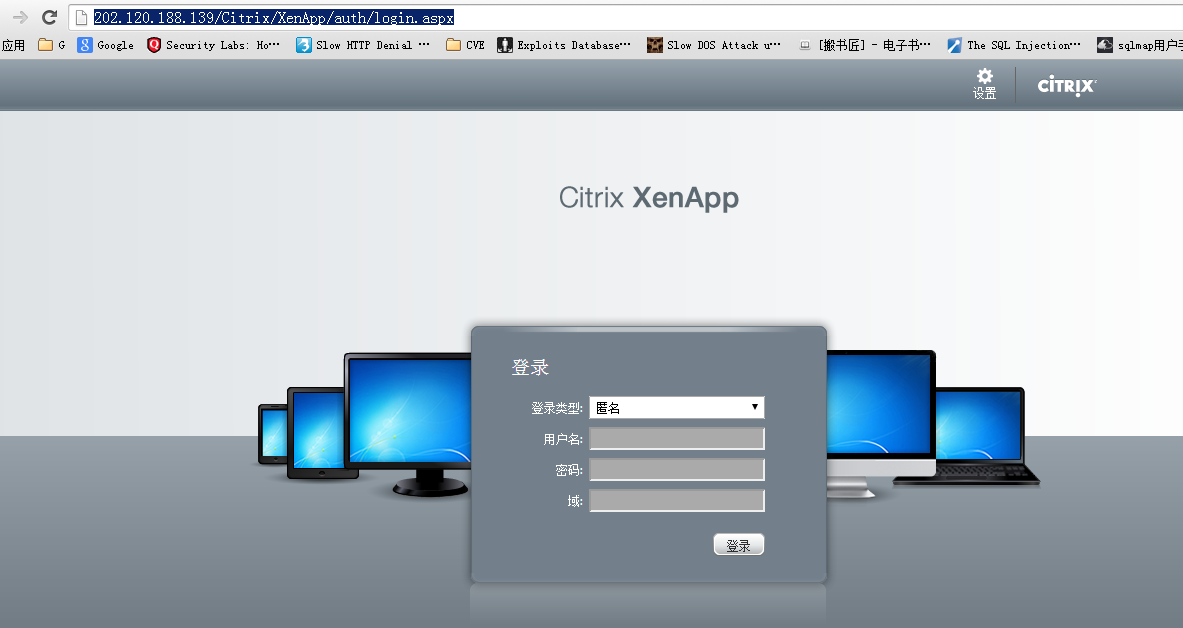 202.120.188.139/Citrix/XenApp/auth/login.aspx
应用 G Google Security Labs: Ho… Slow HTTP Denial … CVE Exploits Database… Slow DOS Attack u… [搬书匠] - 电子书… The SQL Injection… sqlmap用户手
设置 CITRIX
Citrix XenApp
登录
登录类型: 匿名
用户名:
密码:
域:
登录